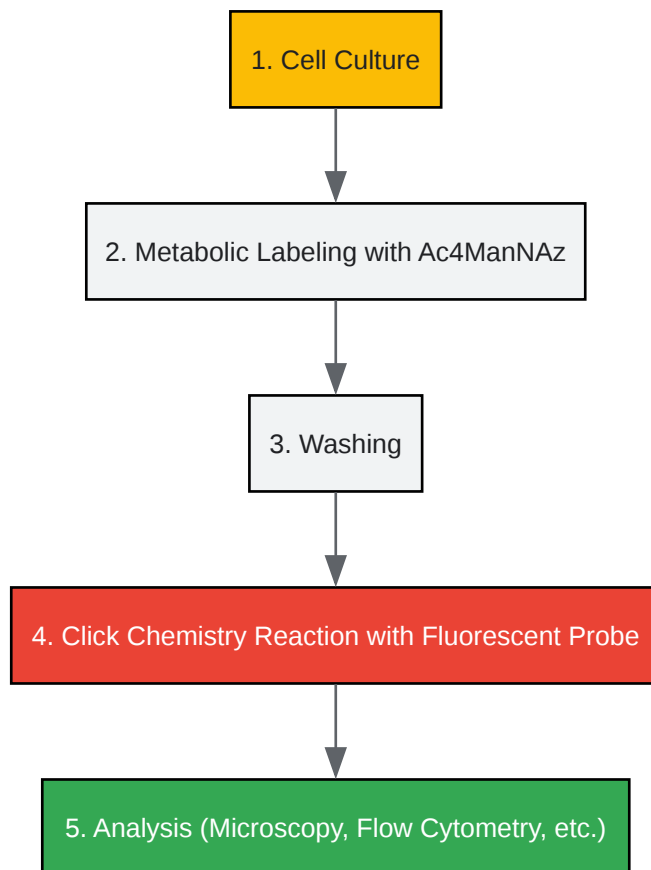 1. Cell Culture
2. Metabolic Labeling with Ac4ManNAz
3. Washing
4. Click Chemistry Reaction with Fluorescent Probe
5. Analysis (Microscopy, Flow Cytometry, etc.)